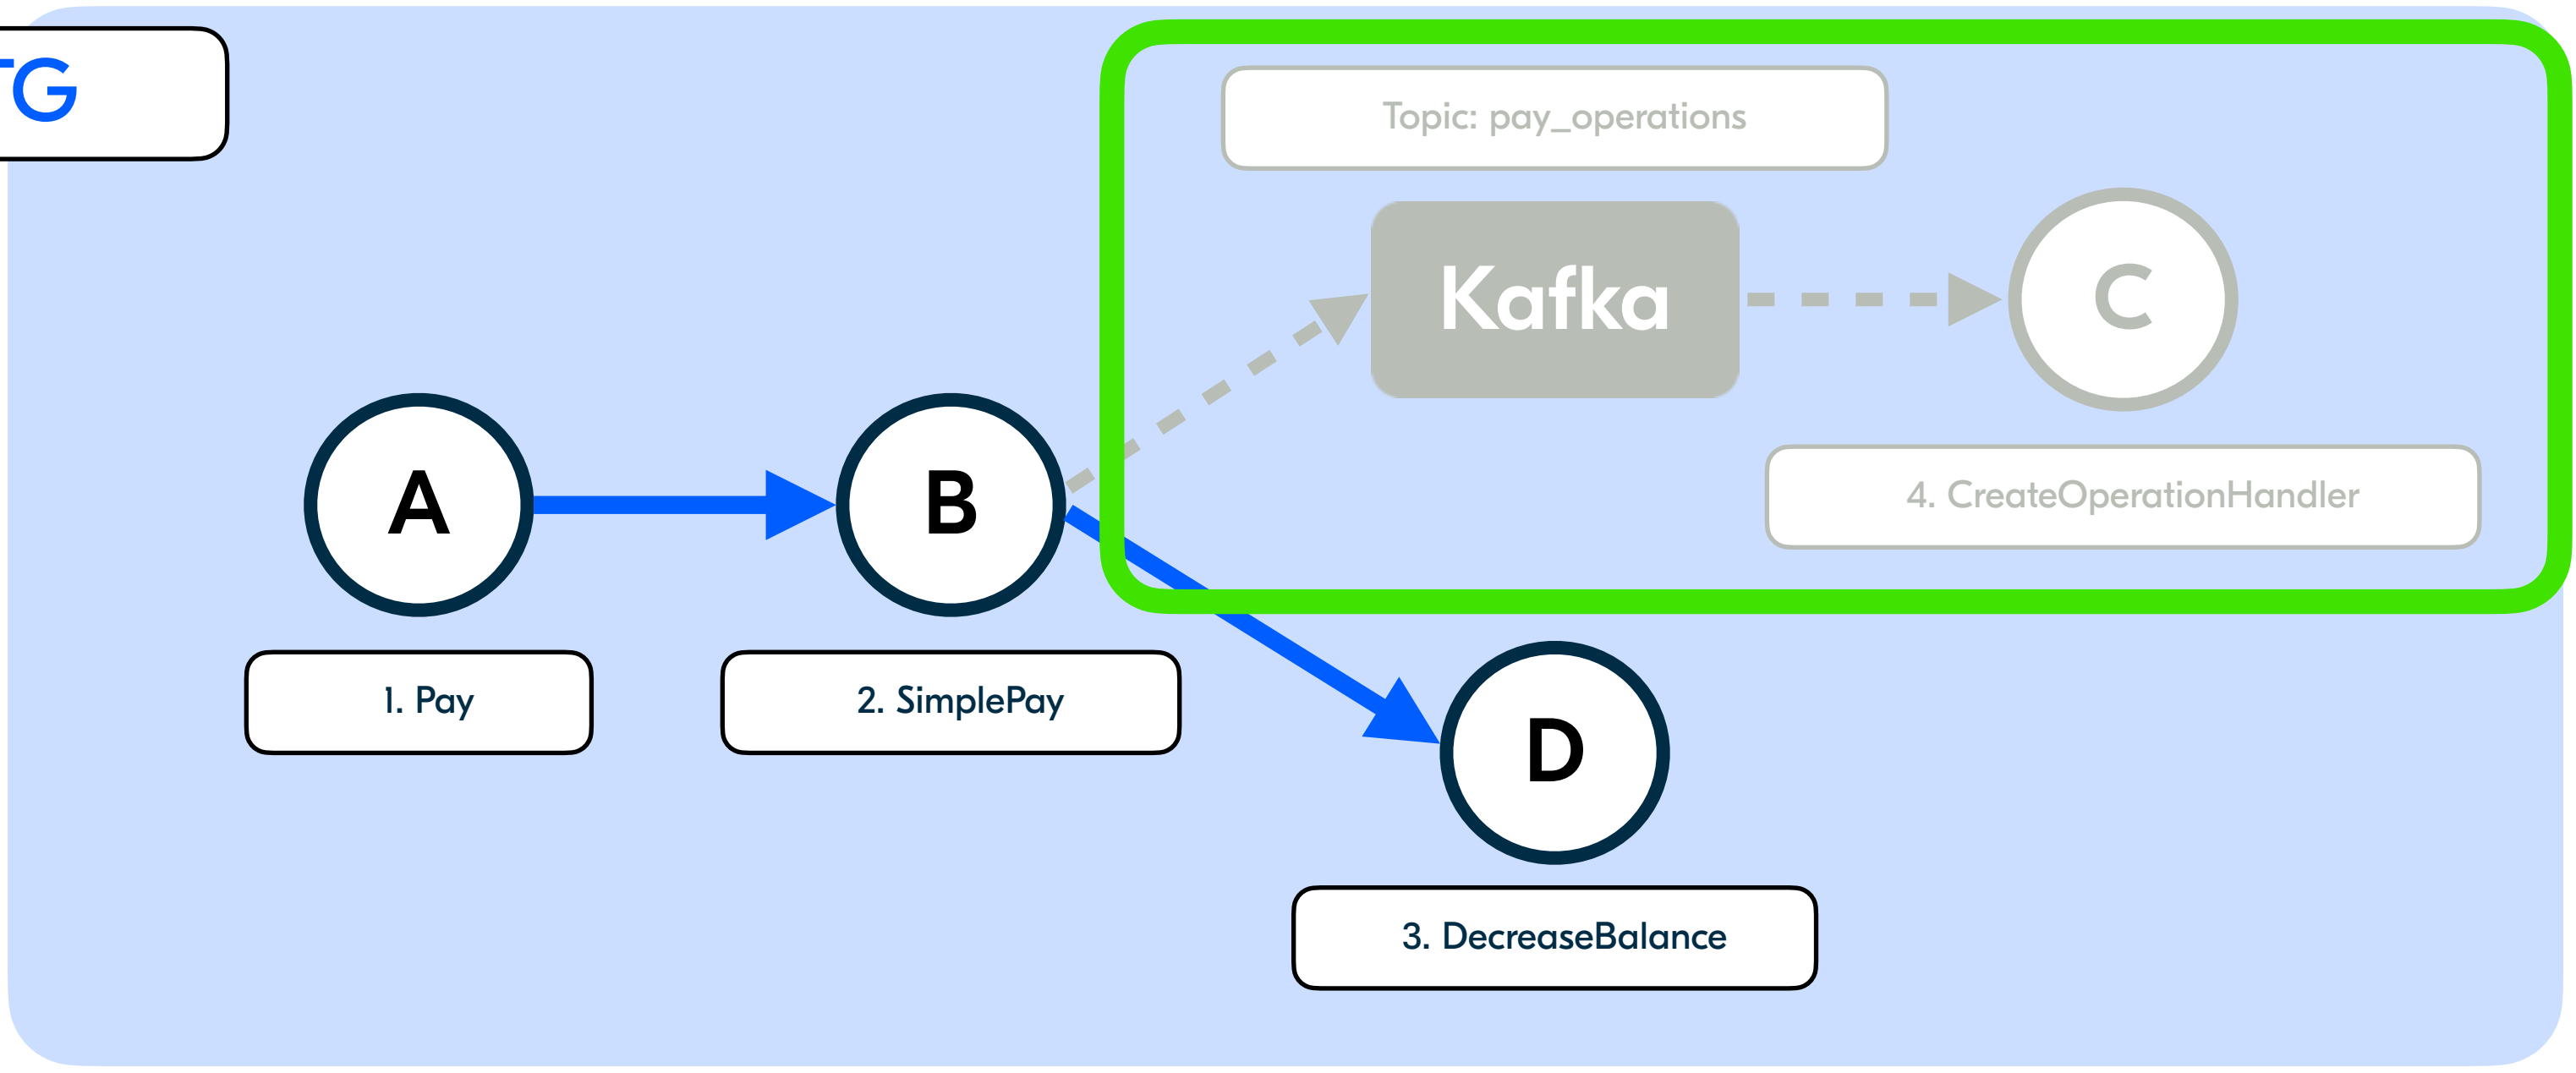 TG
Topic: pay_operations
Kafka
C
4. CreateOperationHandler
A
B
1. Pay
2. SimplePay
D
3. DecreaseBalance